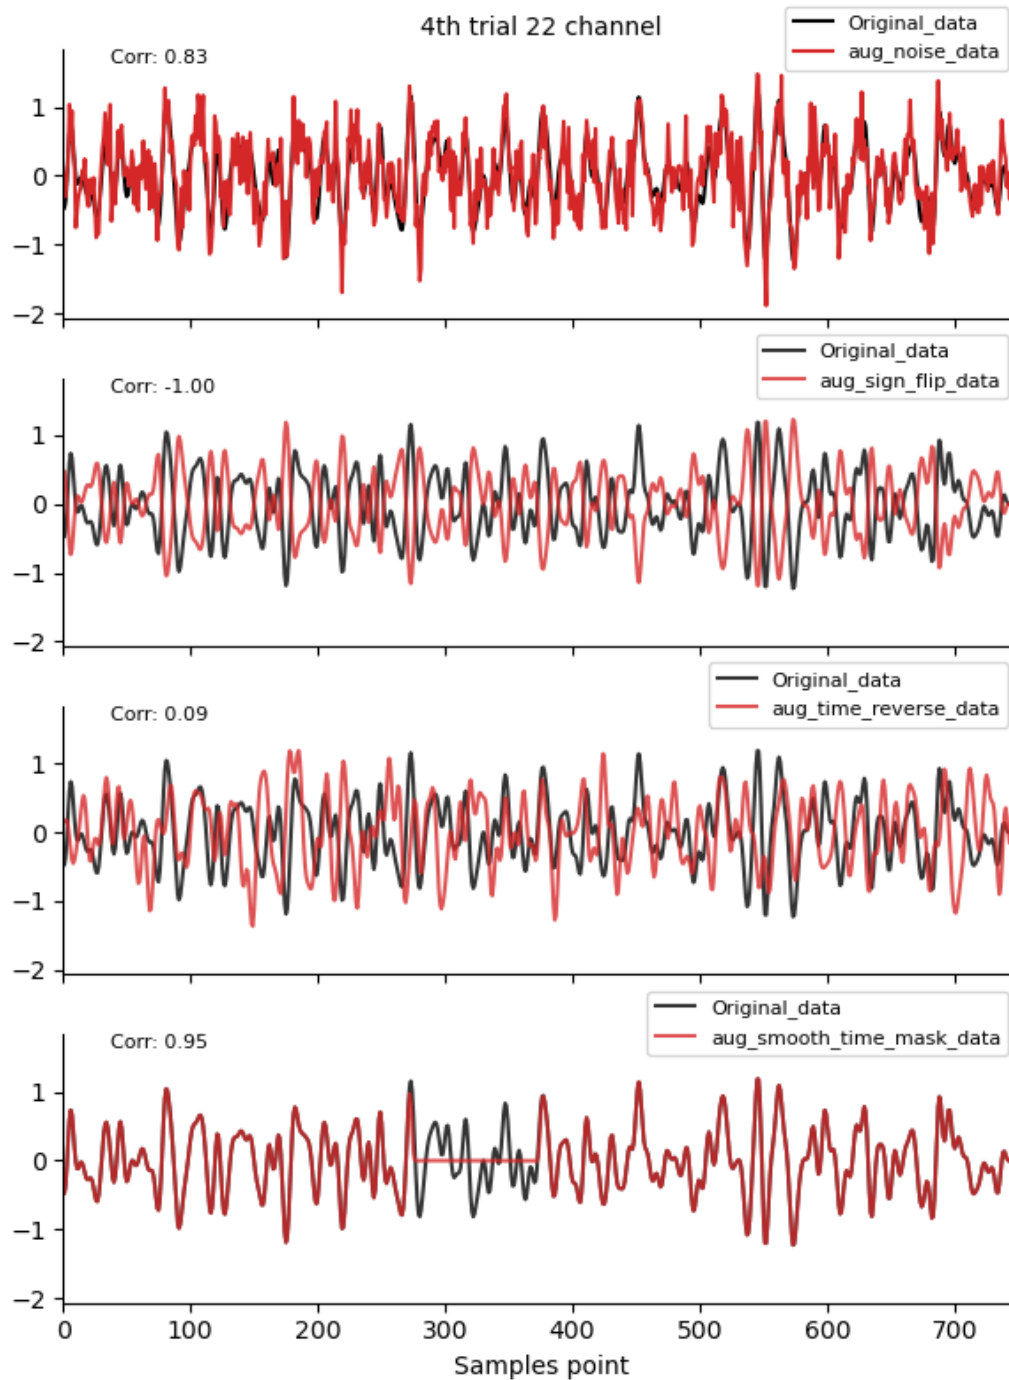 4th trial 22 channel
Original_data
aug_noise_data
Corr: 0.83
1
0
−1
−2
Original_data
aug_sign_flip_data
Corr: -1.00
1
0
−1
−2
Original_data
aug_time_reverse_data
Corr: 0.09
1
0
−1
−2
Original_data
aug_smooth_time_mask_data
Corr: 0.95
1
0
−1
−2
0 100 200 300 400 500 600 700
Samples point